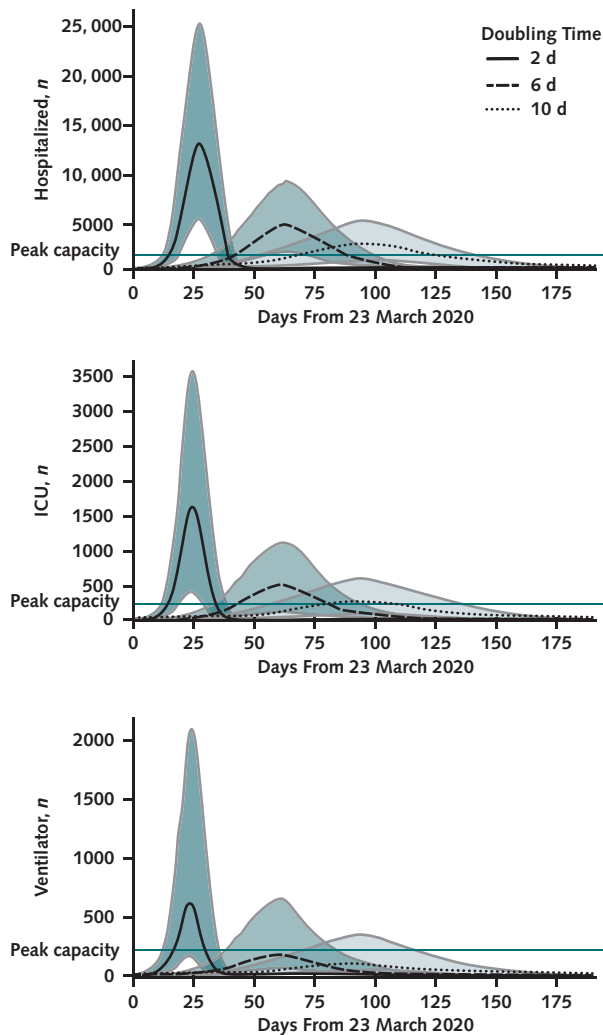 Doubling Time
2 d
6 d
10 d
Hospitalized, n
25,000
20,000
15,000
10,000
5000
Peak capacity
0
0 25 50 75 100 125 150 175
Days From 23 March 2020
ICU, n
3500
3000
2500
2000
1500
1000
500
Peak capacity
0
0 25 50 75 100 125 150 175
Days From 23 March 2020
Ventilator, n
2000
1500
1000
500
Peak capacity
0
0 25 50 75 100 125 150 175
Days From 23 March 2020